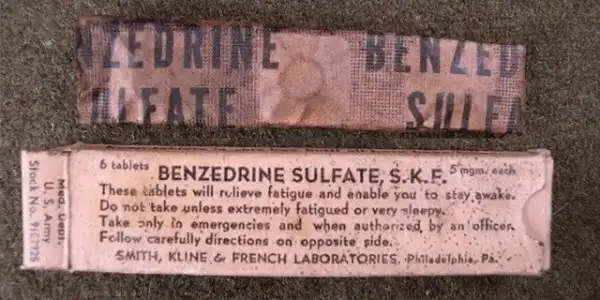 NZEDRINE BENZED
ULFATE SULFA
6 tablets BENZEDRINE SULFATE, S.K.F. 5 mgm. each
These tablets will relieve fatigue and enable you to stay awake.
Do not take unless extremely fatigued or very sleepy.
Take only in emergencies and when authorized by an officer.
Follow carefully directions on opposite side.
SMITH, KLINE & FRENCH LABORATORIES, Philadelphia, Pa.
Med. Dept.
U. S. Army
Stock No.